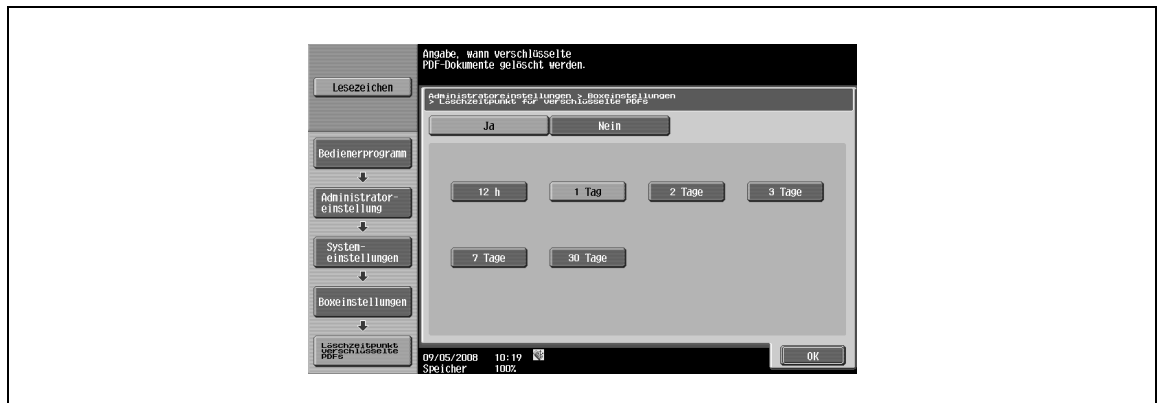 Angabe, wann verschlüsselte
PDF-Dokumente gelöscht werden.
Lesezeichen
Administratoreinstellungen > Boxeinstellungen
> Löschzeitpunkt für verschlüsselte PDFs
Ja
Nein
Bedienerprogramm
Administrator-
einstellung
System-
einstellungen
Boxeinstellungen
Löschzeitpunkt
verschlüsselte
PDFs
12 h
1 Tag
2 Tage
3 Tage
7 Tage
30 Tage
09/05/2008 10:19
Speicher 100%
OK